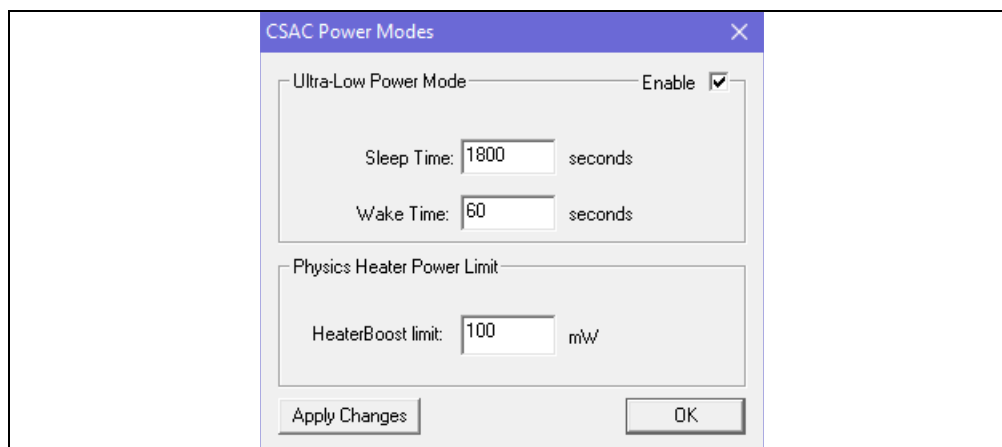 CSAC Power Modes
Ultra-Low Power Mode Enable
Sleep Time: 1800 seconds
Wake Time: 60 seconds
Physics Heater Power Limit
HeaterBoost limit: 100 mW
Apply Changes OK